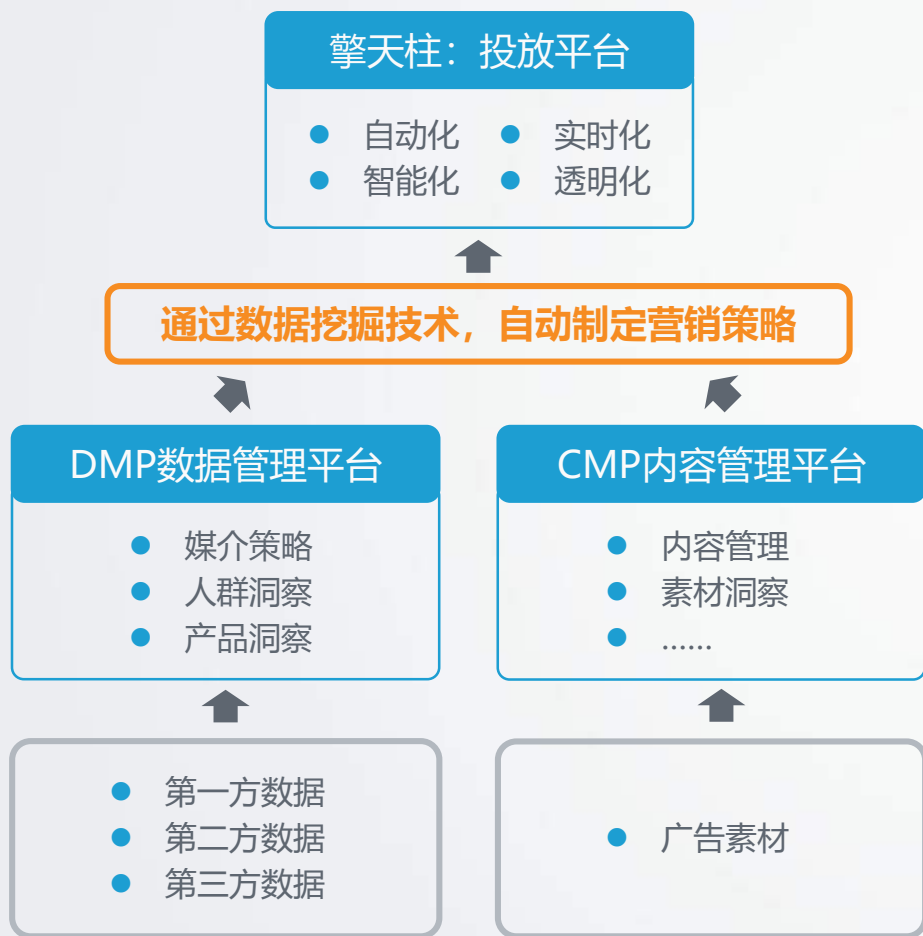 擎天柱：投放平台
自动化
实时化
智能化
透明化
通过数据挖掘技术，自动制定营销策略
DMP数据管理平台
媒介策略
人群洞察
产品洞察
CMP内容管理平台
内容管理
素材洞察
......
第一方数据
第二方数据
第三方数据
广告素材